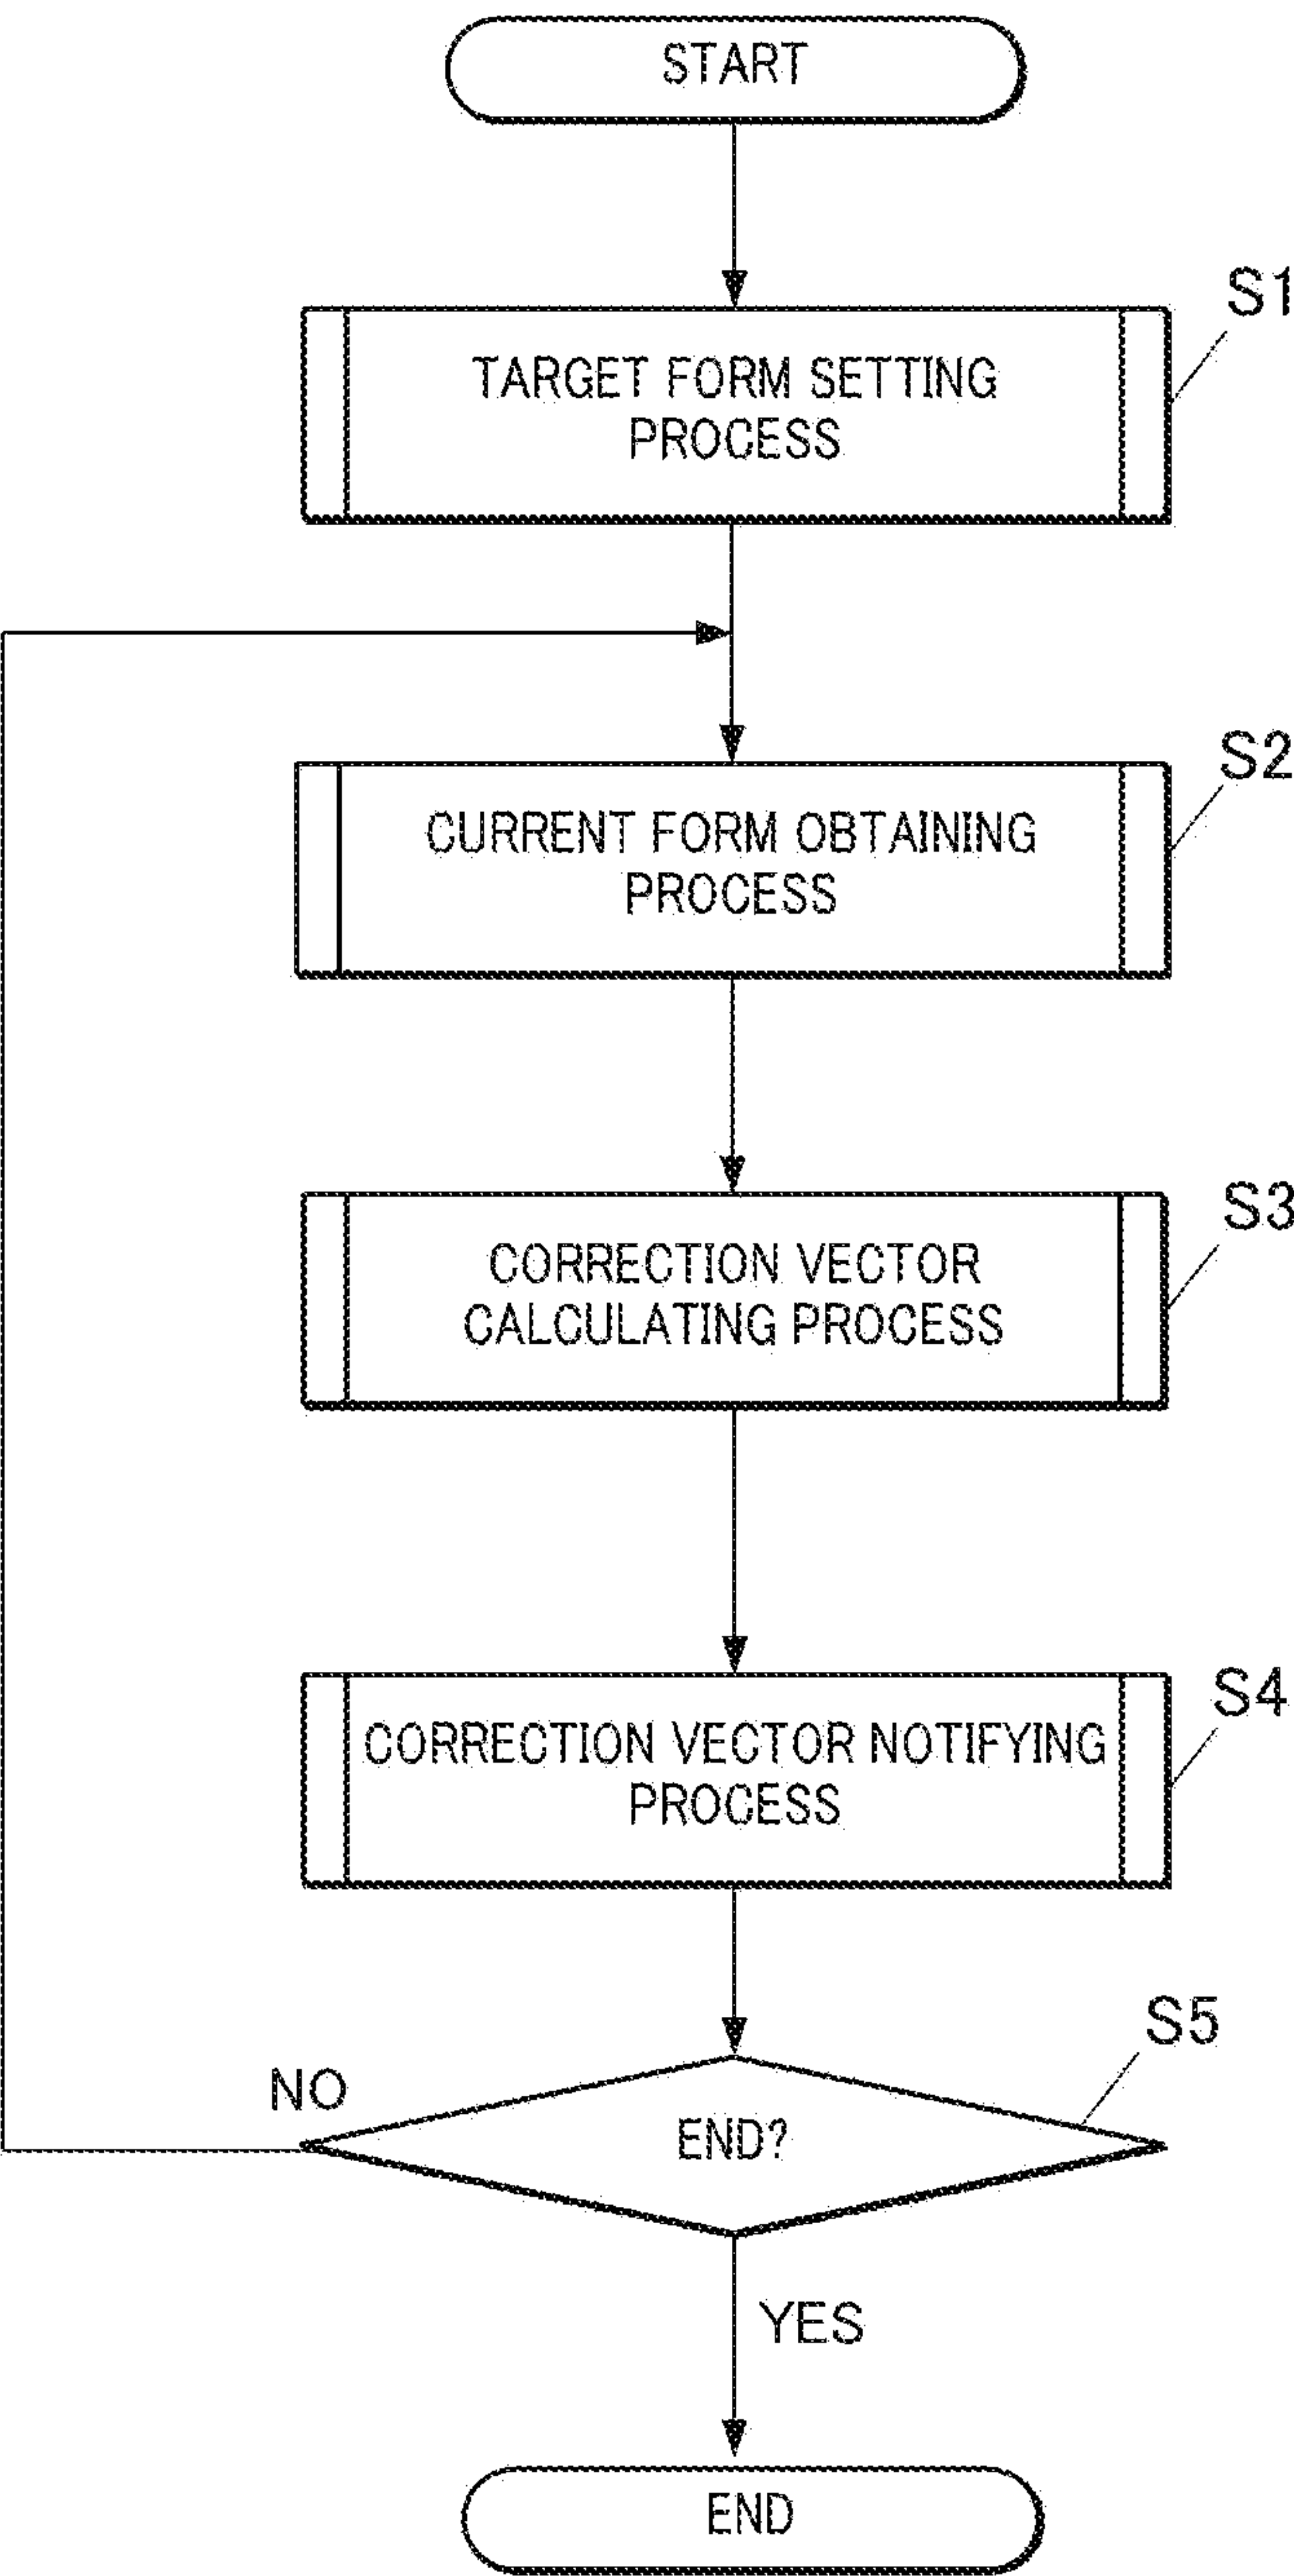 START
S1
TARGET FORM SETTING
PROCESS
S2
CURRENT FORM OBTAINING
PROCESS
S3
CORRECTION VECTOR
CALCULATING PROCESS
S4
CORRECTION VECTOR NOTIFYING
PROCESS
S5
NO
END?
YES
END